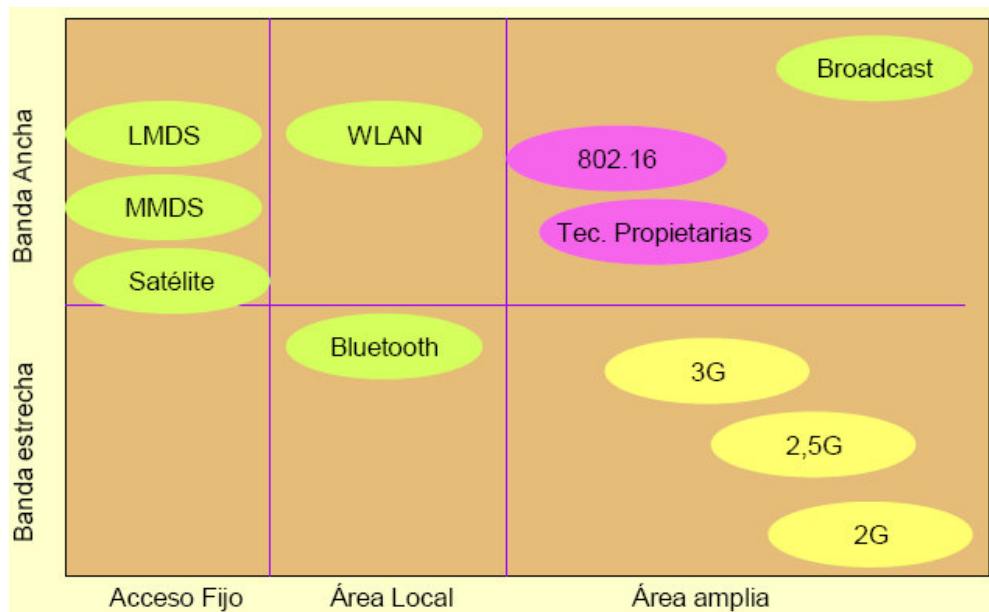 Banda Ancha
Broadcast
LMDS
WLAN
802.16
MMDS
Tec. Propietarias
Satélite
Banda estrecha
Bluetooth
3G
2,5G
2G
Acceso Fijo
Área Local
Área amplia